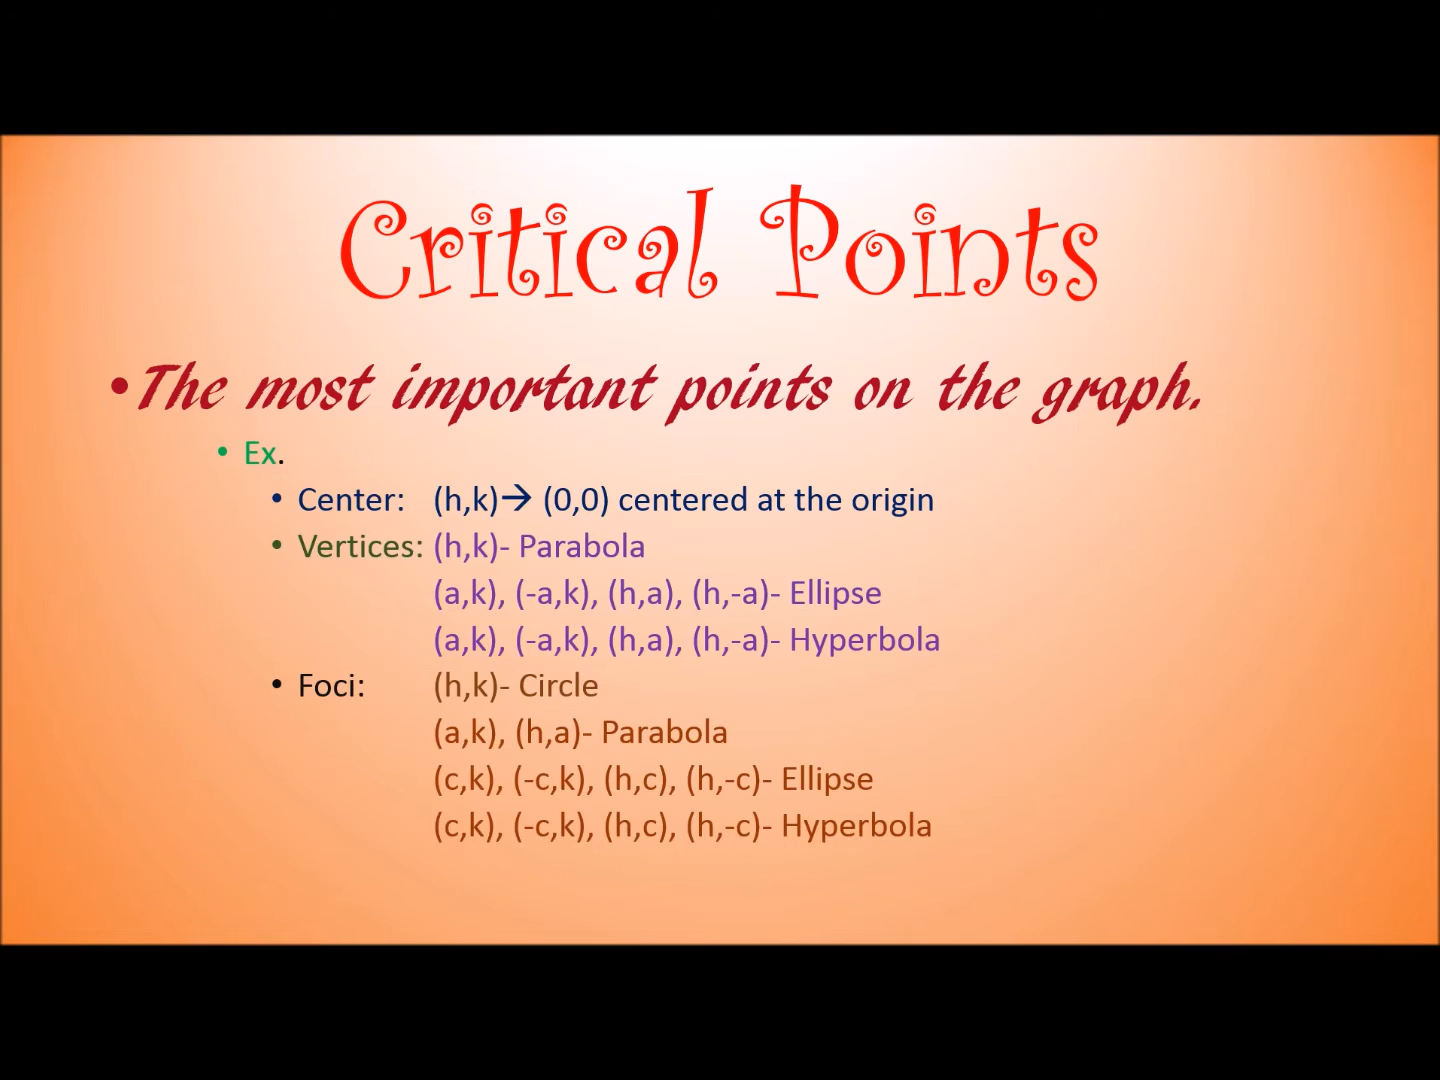 Critical Points
•The most important points on the graph.
• Ex.
• Center: (h,k)→ (0,0) centered at the origin
• Vertices: (h,k)- Parabola
(a,k), (-a,k), (h,a), (h,-a)- Ellipse
(a,k), (-a,k), (h,a), (h,-a)- Hyperbola
• Foci: (h,k)- Circle
(a,k), (h,a)- Parabola
(c,k), (-c,k), (h,c), (h,-c)- Ellipse
(c,k), (-c,k), (h,c), (h,-c)- Hyperbola